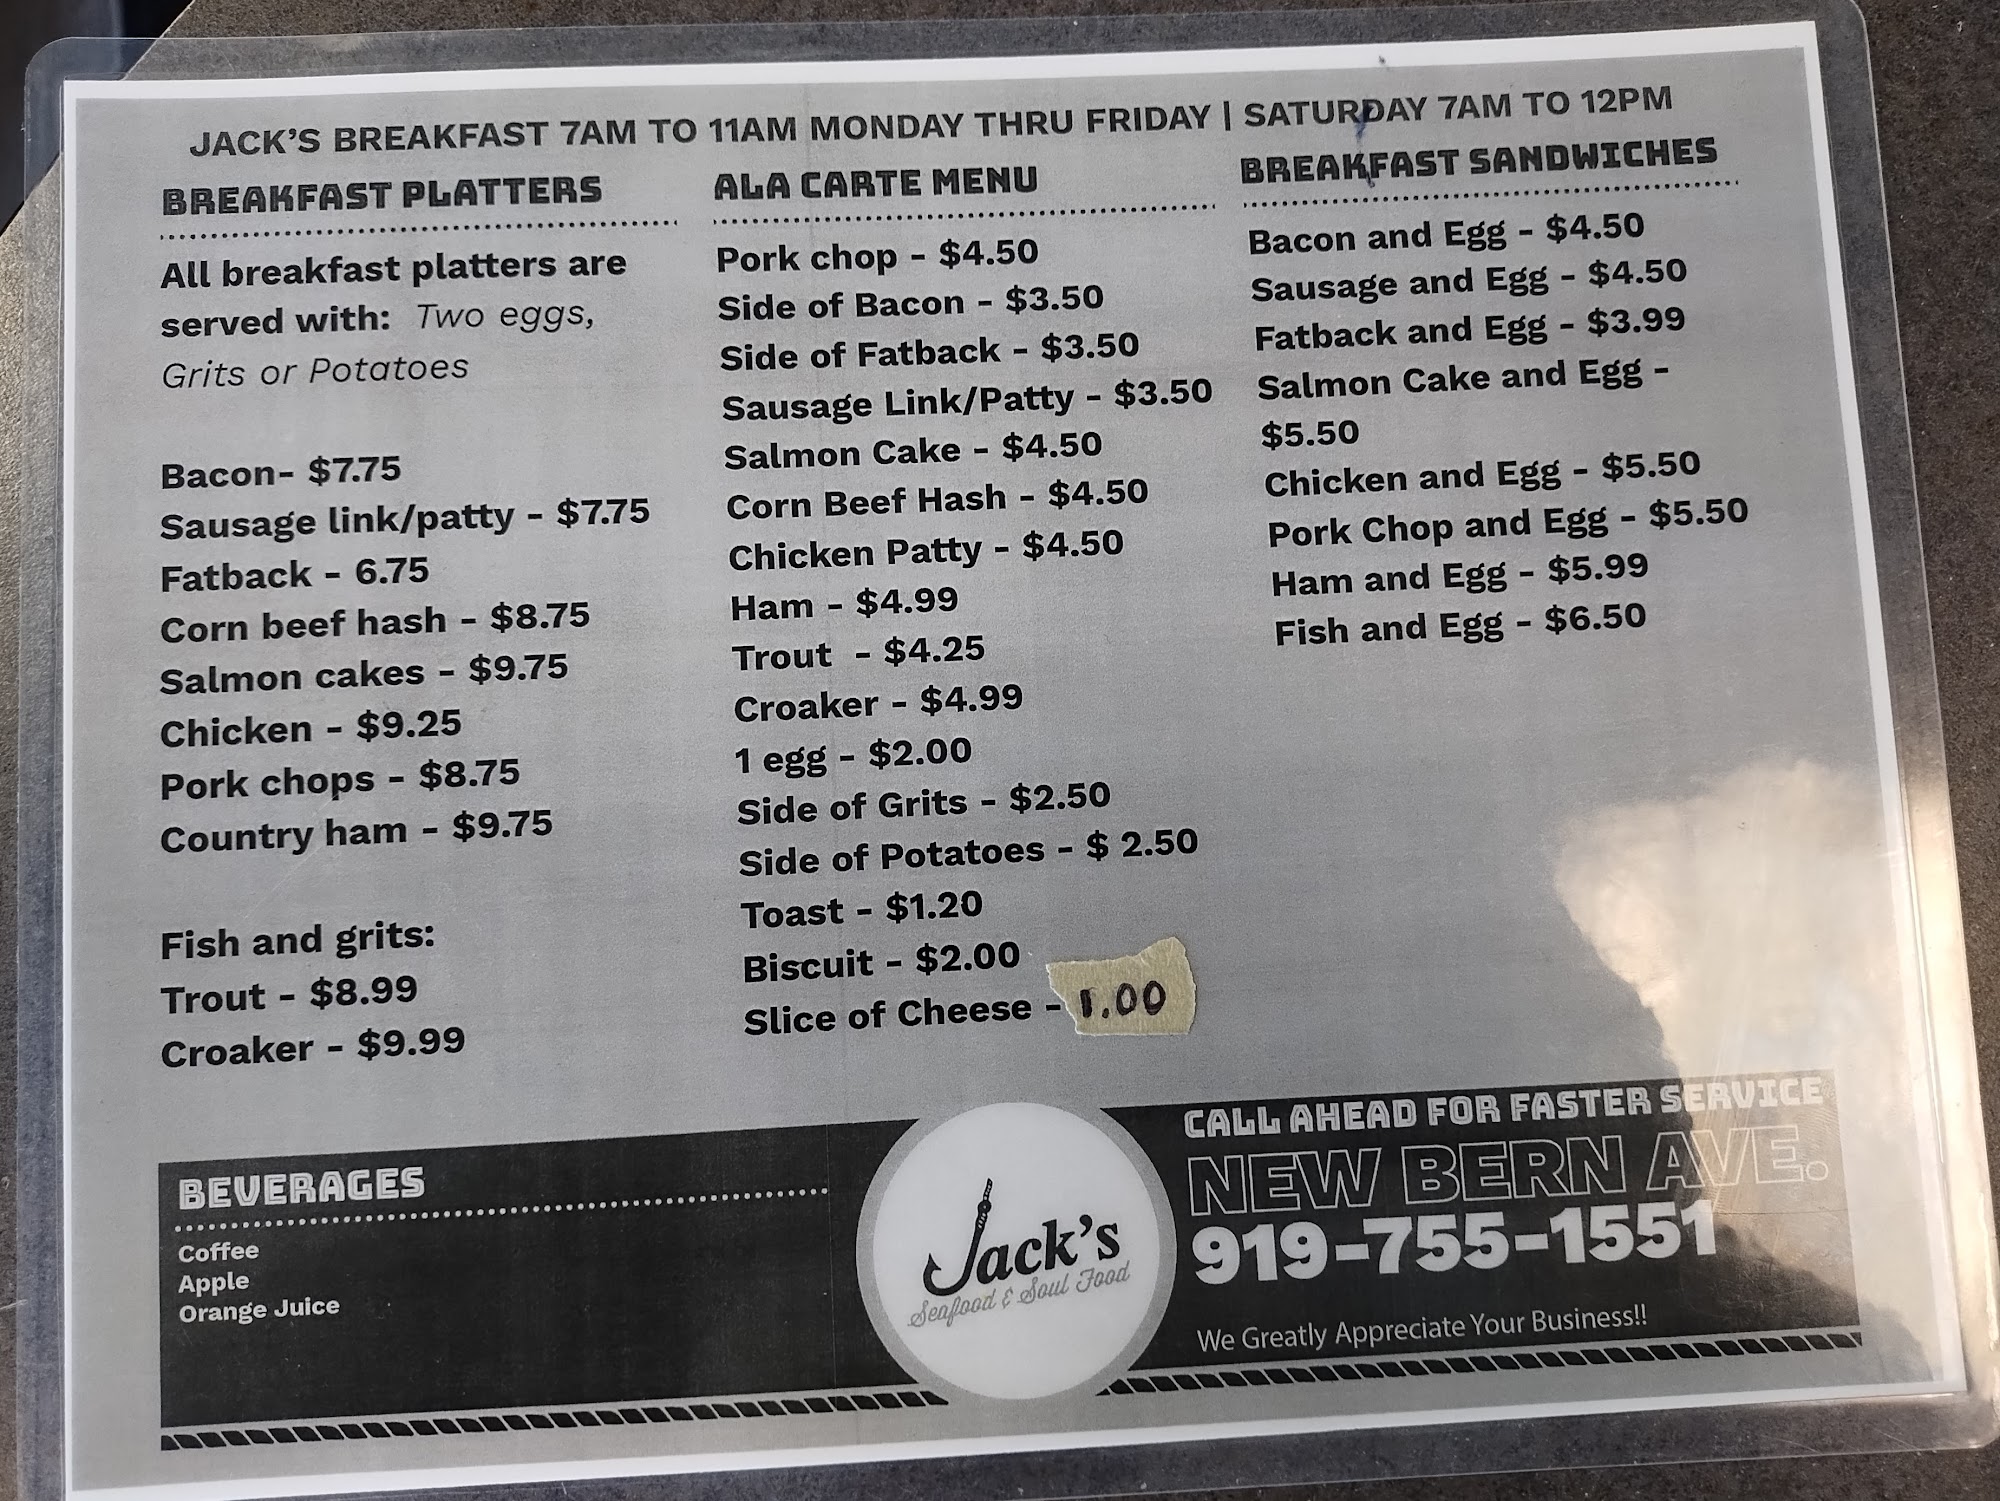 JACK'S BREAKFAST 7AM TO 11AM MONDAY THRU FRIDAY | SATURDAY 7AM TO 12PM
BREAKFAST PLATTERS
All breakfast platters are
served with: Two eggs,
Grits or Potatoes
Bacon- $7.75
Sausage link/patty - $7.75
Fatback - 6.75
Corn beef hash - $8.75
Salmon cakes - $9.75
Chicken - $9.25
Pork chops - $8.75
Country ham - $9.75
Fish and grits:
Trout - $8.99
Croaker - $9.99
ALA CARTE MENU
Pork chop - $4.50
Side of Bacon - $3.50
Side of Fatback - $3.50
Sausage Link/Patty - $3.50
Salmon Cake - $4.50
Corn Beef Hash - $4.50
Chicken Patty - $4.50
Ham - $4.99
Trout - $4.25
Croaker - $4.99
1 egg - $2.00
Side of Grits - $2.50
Side of Potatoes - $ 2.50
Toast - $1.20
Biscuit - $2.00
Slice of Cheese - 1.00
BREAKFAST SANDWICHES
Bacon and Egg - $4.50
Sausage and Egg - $4.50
Fatback and Egg - $3.99
Salmon Cake and Egg -
$5.50
Chicken and Egg - $5.50
Pork Chop and Egg - $5.50
Ham and Egg - $5.99
Fish and Egg - $6.50
BEVERAGES
Coffee
Apple
Orange Juice
Jack's
Seafood & Soul Food
CALL AHEAD FOR FASTER SERVICE
NEW BERN AVE.
919-755-1551
We Greatly Appreciate Your Business!!